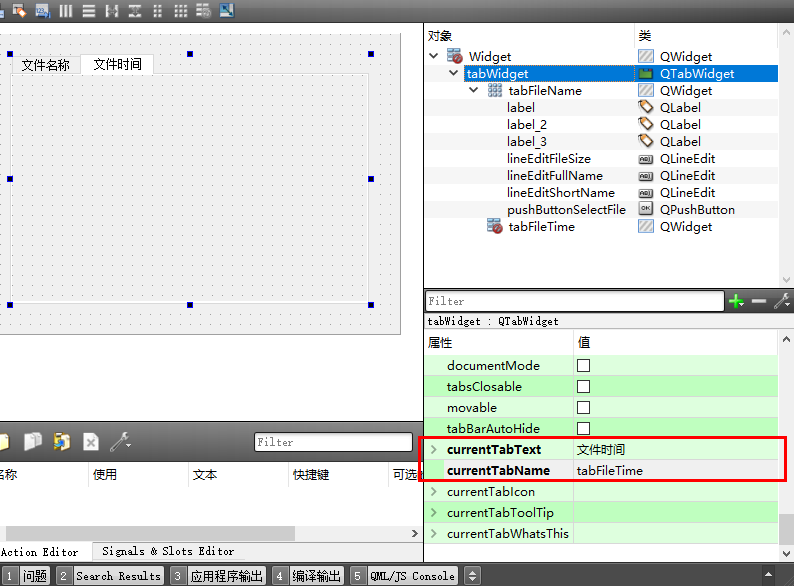 文件名称 文件时间
对象 类
Widget QWidget
tabWidget QTabWidget
tabFileName QWidget
label QLabel
label_2 QLabel
label_3 QLabel
lineEditFileSize QLineEdit
lineEditFullName QLineEdit
lineEditShortName QLineEdit
pushButtonSelectFile QPushButton
tabFileTime QWidget
Filter
tabWidget : QTabWidget
属性 值
documentMode
tabsClosable
movable
tabBarAutoHide
currentTabText 文件时间
currentTabName tabFileTime
currentTabIcon
currentTabToolTip
currentTabWhatsThis
Filter
名称 使用 文本 快捷键 可选
Action Editor Signals & Slots Editor
1 问题 2 Search Results 3 应用程序输出 4 编译输出 5 QML/JS Console